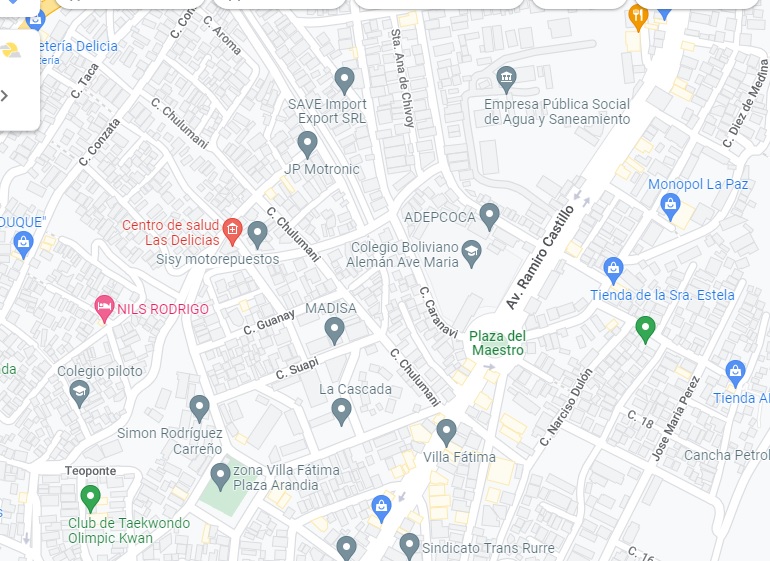 C. Con
C. Aroma
etería Delicia
tería
C. Taca
Sta. Ana de Chivoy
C. Diez de Medina
SAVE Import
Export SRL
Empresa Pública Social
de Agua y Saneamiento
C. Chulumani
C. Conzata
JP Motronic
Monopol La Paz
DUQUE"
Centro de salud
Las Delicias
C. Chulumani
ADEPCOCA
Av. Ramiro Castillo
Sisy motorepuestos
Colegio Boliviano
Alemán Ave Maria
Tienda de la Sra. Estela
NILS RODRIGO
MADISA
C. Guanay
C. Caranavi
Plaza del
Maestro
da
Colegio piloto
C. Suapi
C. Chulumani
La Cascada
C. Narciso Dulón
Jose Maria Perez
Tienda Al
Simon Rodríguez
Carreño
C. 18
Villa Fátima
Cancha Petrol
Teoponte
zona Villa Fátima
Plaza Arandia
Club de Taekwondo
Olimpic Kwan
Sindicato Trans Rurre
C. 16